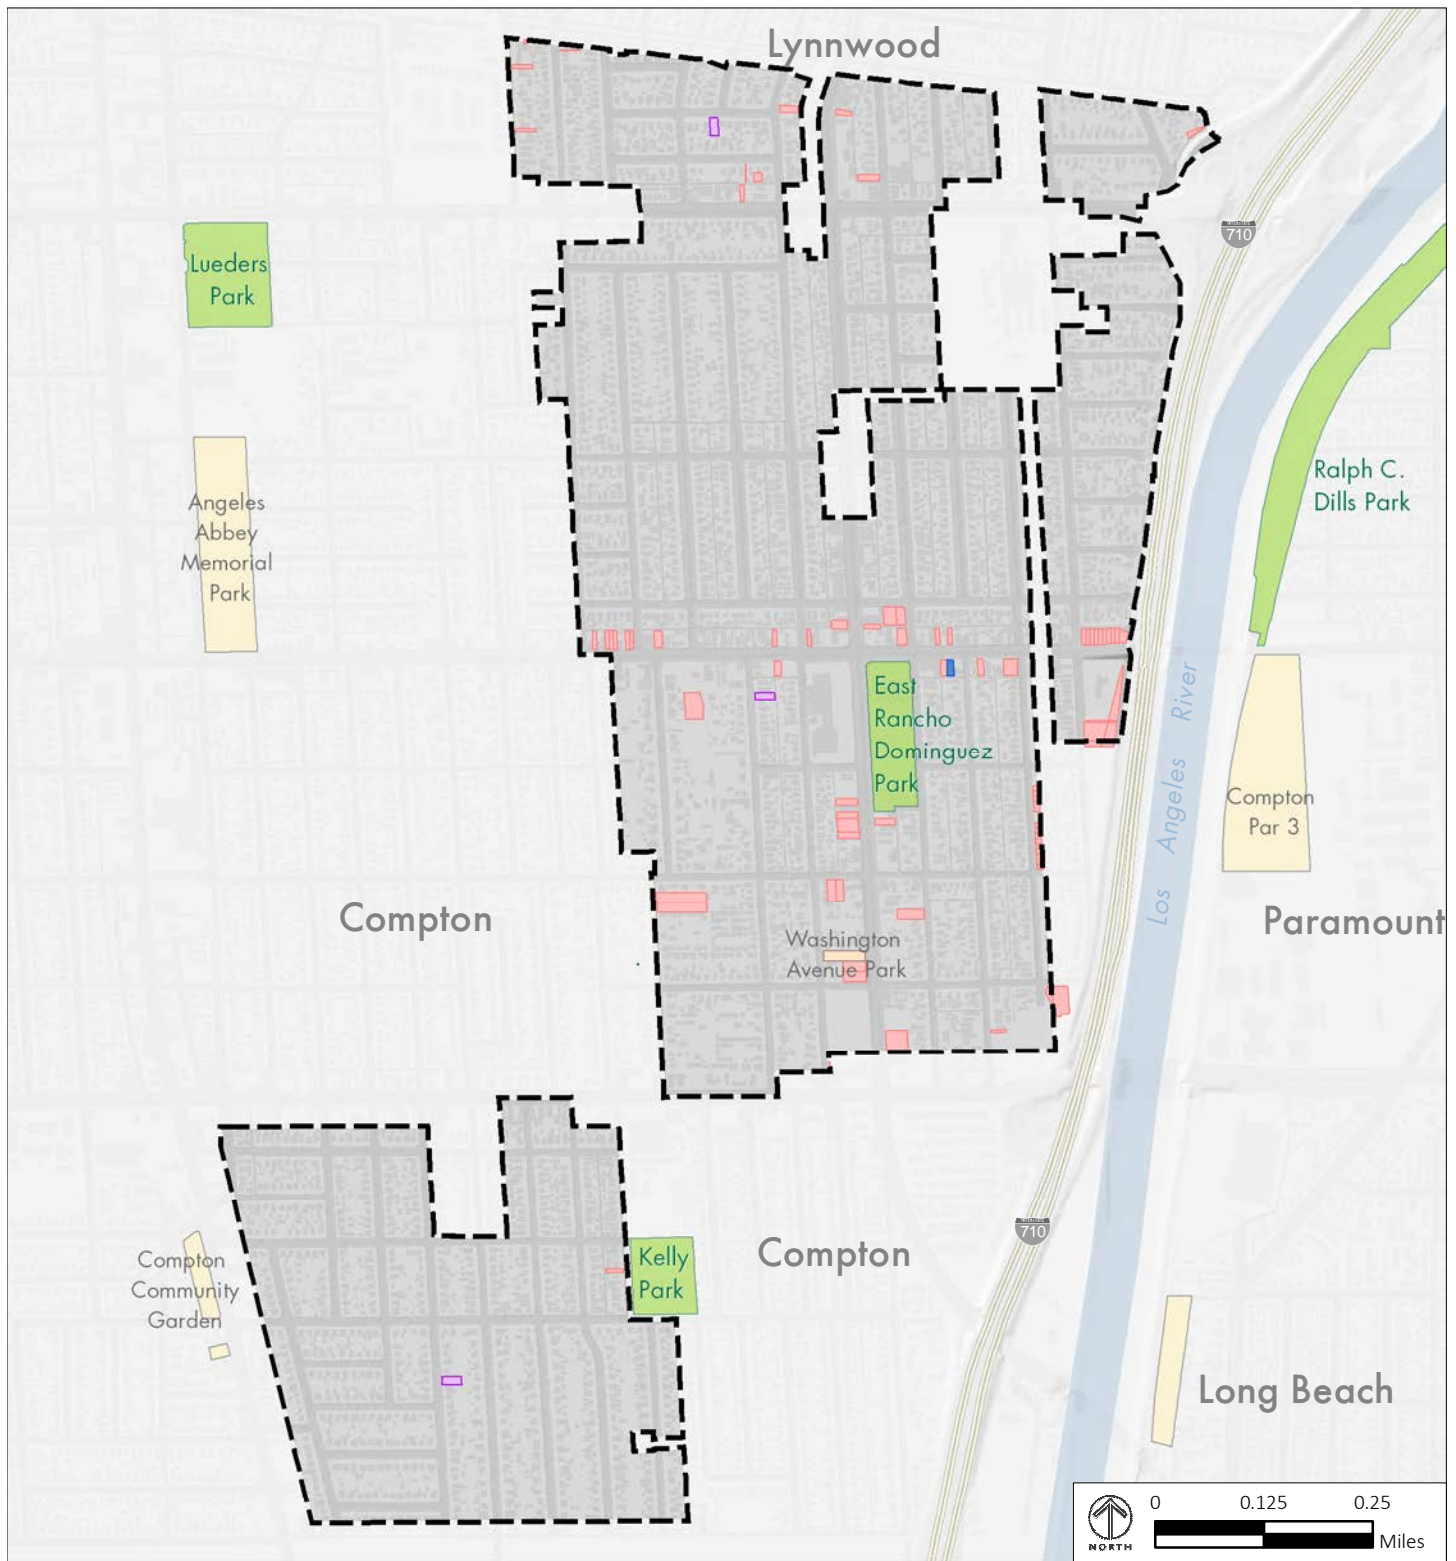 Lynnwood
710
Lueders
Park
Ralph C.
Dills Park
Angeles
Abbey
Memorial
Park
East
Rancho
Dominguez
Park
Los Angeles River
Compton
Par 3
Compton
Paramount
Washington
Avenue Park
710
Compton
Kelly
Park
Compton
Community
Garden
Long Beach
0 0.125 0.25
Miles
NORTH